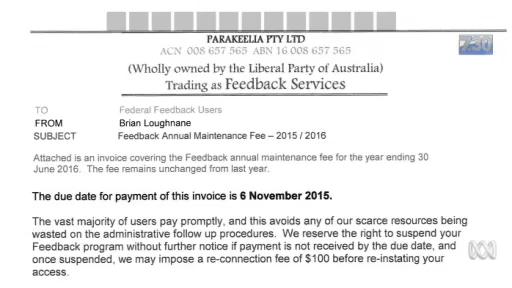 PARAKEELIA PTY LTD
ACN 008 657 565 ABN 16 008 657 565
(Wholly owned by the Liberal Party of Australia)
Trading as Feedback Services
7.30
TO Federal Feedback Users
FROM Brian Loughnane
SUBJECT Feedback Annual Maintenance Fee – 2015 / 2016
Attached is an invoice covering the Feedback annual maintenance fee for the year ending 30
June 2016. The fee remains unchanged from last year.
The due date for payment of this invoice is 6 November 2015.
The vast majority of users pay promptly, and this avoids any of our scarce resources being
wasted on the administrative follow up procedures. We reserve the right to suspend your
Feedback program without further notice if payment is not received by the due date, and
once suspended, we may impose a re-connection fee of $100 before re-instating your
access.